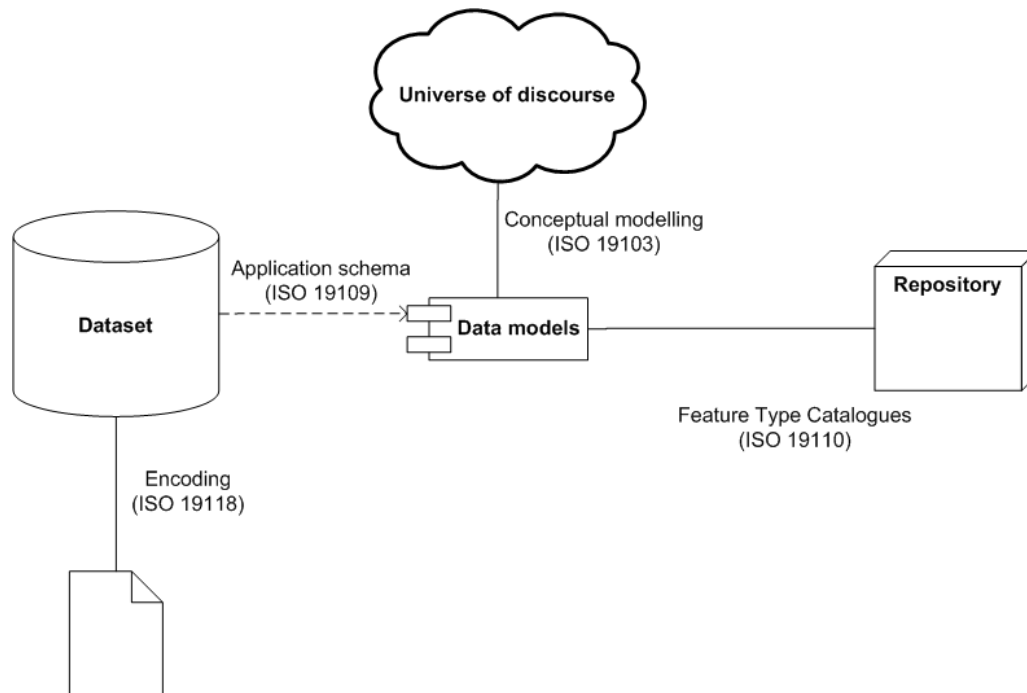 Universe of discourse
Conceptual modelling
(ISO 19103)
Application schema
(ISO 19109)
Repository
Dataset
Data models
Feature Type Catalogues
(ISO 19110)
Encoding
(ISO 19118)